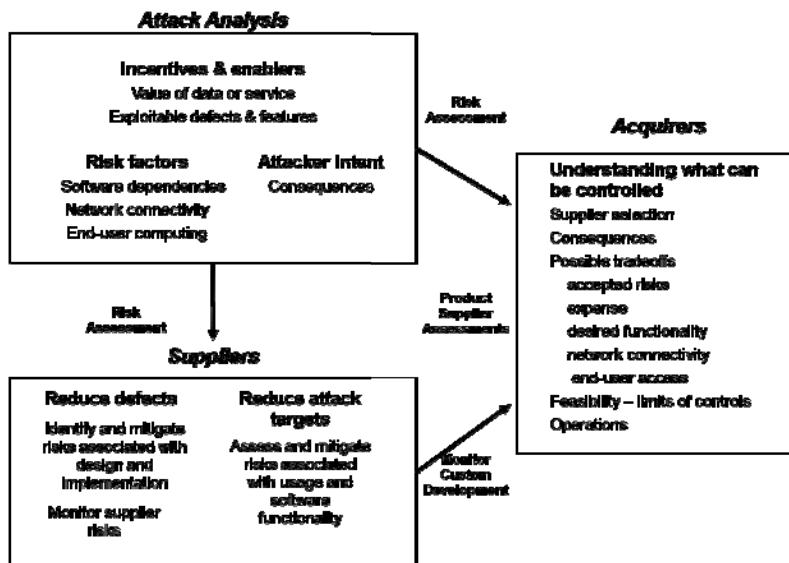 Attack Analysis
Incentives & enablers
Value of data or service
Exploitable defects & features
Risk factors
Software dependencies
Network connectivity
End-user computing
Attacker Intent
Consequences
Risk
Assessment
Risk
Assessment
Suppliers
Reduce defects
Identify and mitigate
risks associated with
design and
implementation
Monitor supplier
risks
Reduce attack
targets
Assess and mitigate
risks associated
with usage and
software
functionality
Product
Supplier
Assessments
Monitor
Custom
Development
Acquirers
Understanding what can
be controlled
Supplier selection
Consequences
Possible tradeoffs
accepted risks
expense
desired functionality
network connectivity
end-user access
Feasibility – limits of controls
Operations